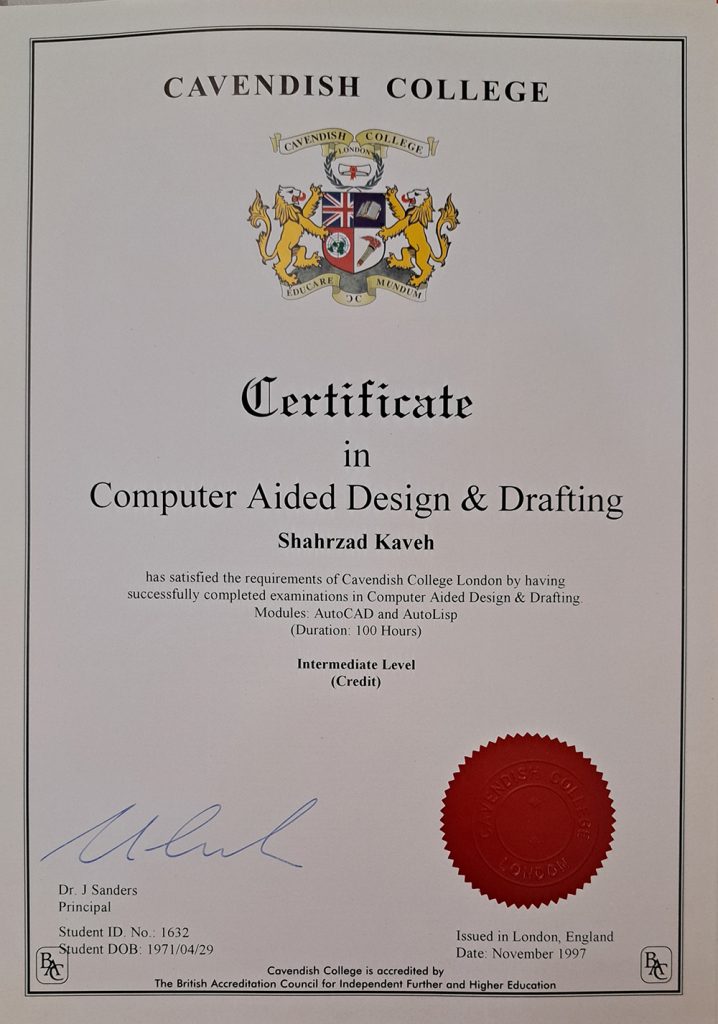 CAVENDISH COLLEGE
CAVENDISH COLLEGE
LONDON
EDUCARE MUNDUM
CC
Certificate
in
Computer Aided Design & Drafting
Shahrzad Kaveh
has satisfied the requirements of Cavendish College London by having
successfully completed examinations in Computer Aided Design & Drafting.
Modules: AutoCAD and AutoLisp
(Duration: 100 Hours)
Intermediate Level
(Credit)
CAVENDISH COLLEGE
LONDON
Dr. J Sanders
Principal
Student ID. No.: 1632
Student DOB: 1971/04/29
Issued in London, England
Date: November 1997
BAC
BAC
Cavendish College is accredited by
The British Accreditation Council for Independent Further and Higher Education